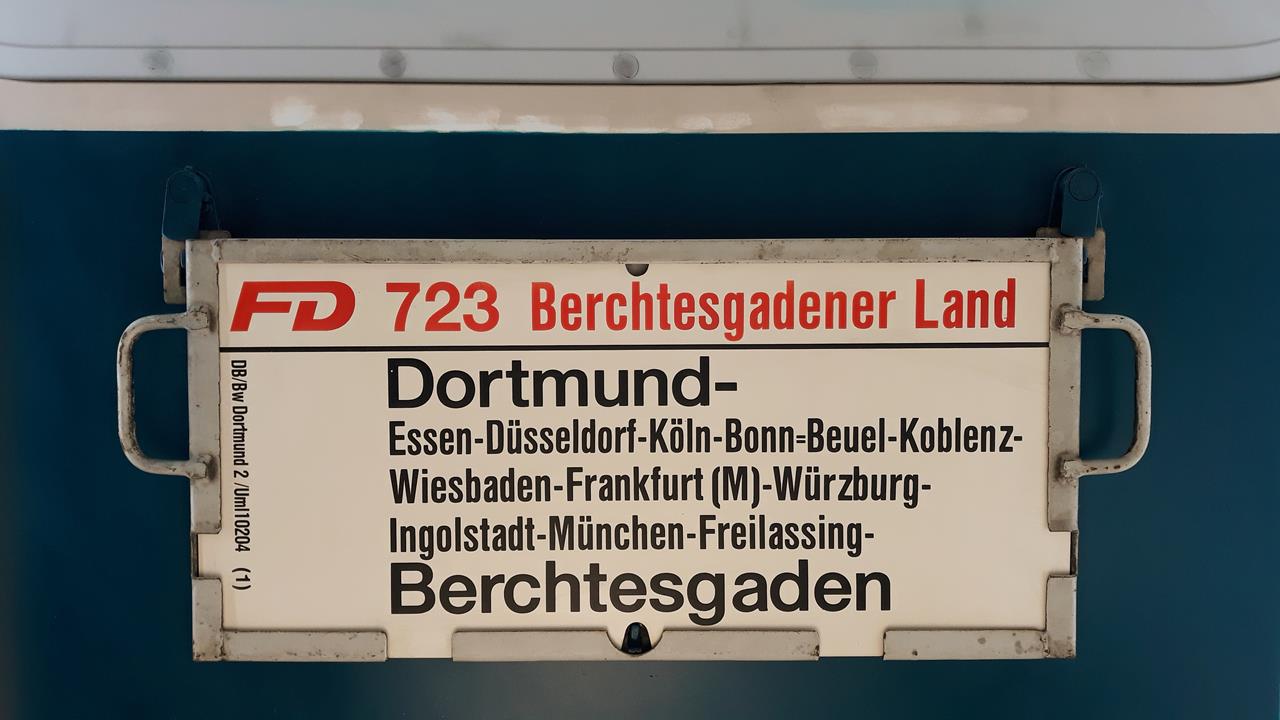 FD 723 Berchtesgadener Land
DB/Bw Dortmund 2 /Uml10204 (1)
Dortmund-
Essen-Düsseldorf-Köln-Bonn=Beuel-Koblenz-
Wiesbaden-Frankfurt (M)-Würzburg-
Ingolstadt-München-Freilassing-
Berchtesgaden